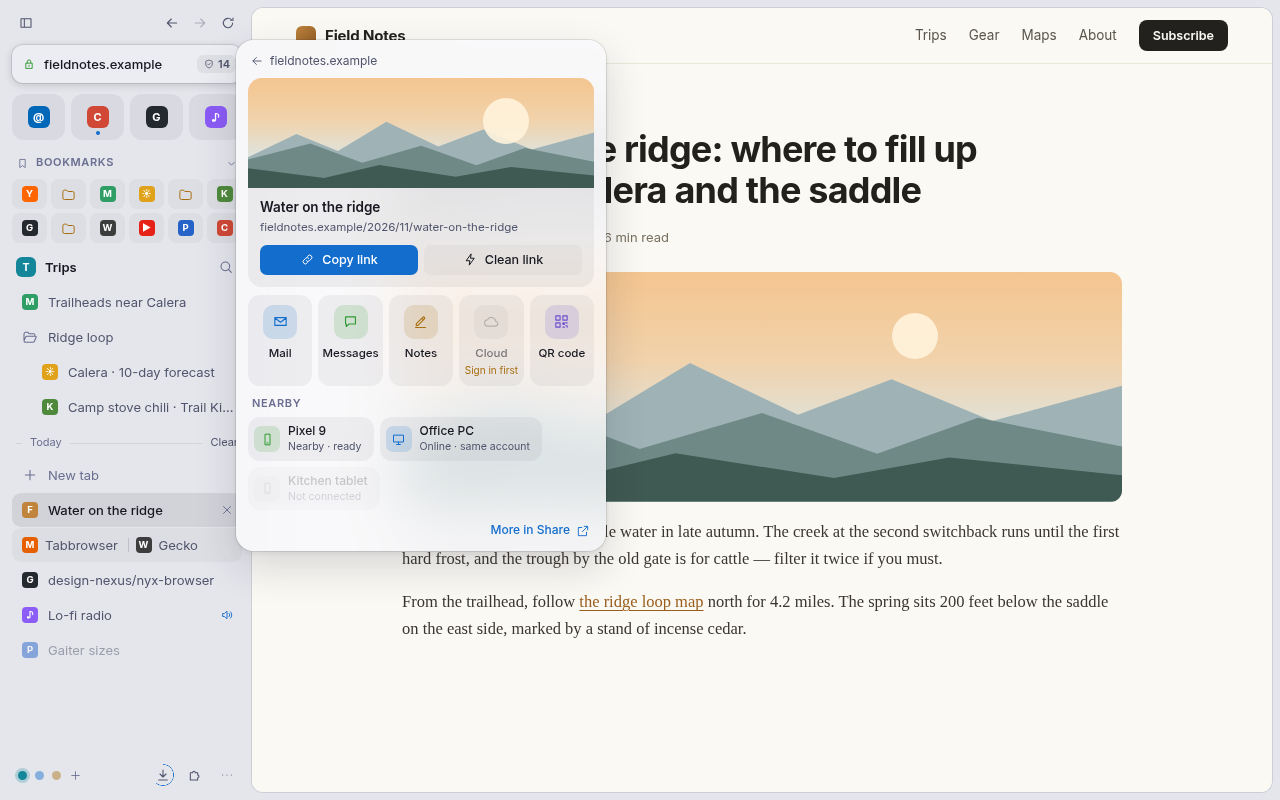 fieldnotes.example
14
BOOKMARKS
Trips
Trailheads near Calera
Ridge loop
Calera · 10-day forecast
Camp stove chili · Trail Ki…
Today
Clear
New tab
Water on the ridge
Tabbrowser
Gecko
design-nexus/nyx-browser
Lo-fi radio
Gaiter sizes
fieldnotes.example
Water on the ridge
fieldnotes.example/2026/11/water-on-the-ridge
Copy link
Clean link
Mail
Messages
Notes
Cloud
Sign in first
QR code
NEARBY
Pixel 9
Nearby · ready
Office PC
Online · same account
Kitchen tablet
Not connected
More in Share
Field Notes
Trips
Gear
Maps
About
Subscribe
ridge: where to fill up
and the saddle
6 min read
water in late autumn. The creek at the second switchback runs until the first
hard frost, and the trough by the old gate is for cattle — filter it twice if you must.
From the trailhead, follow the ridge loop map north for 4.2 miles. The spring sits 200 feet below the saddle
on the east side, marked by a stand of incense cedar.